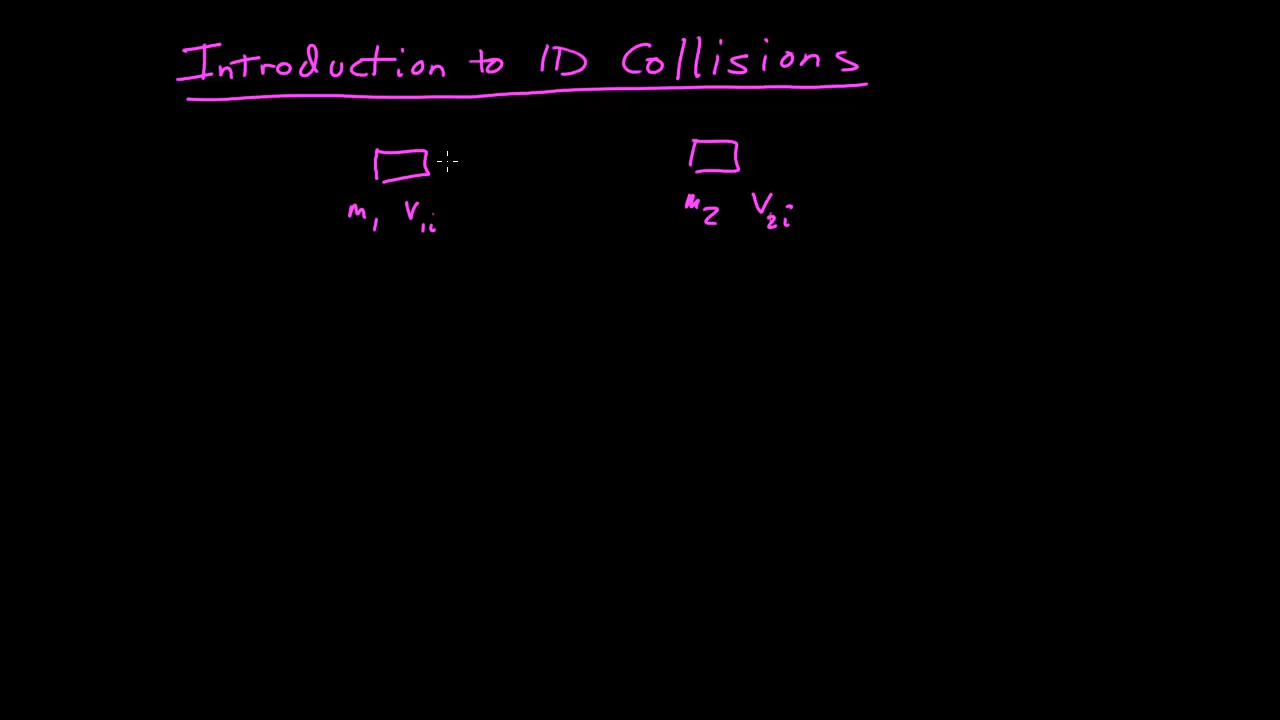 Introduction to 1D Collisions
m₁ v₁ᵢ m₂ v₂ᵢ